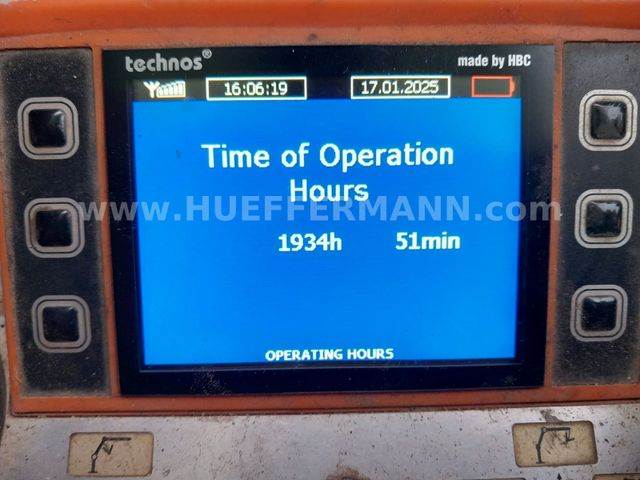 technos®
made by HBC
16:06:19
17.01.2025
Time of Operation
Hours
www.HUEFFERMANN.com
1934h 51min
OPERATING HOURS